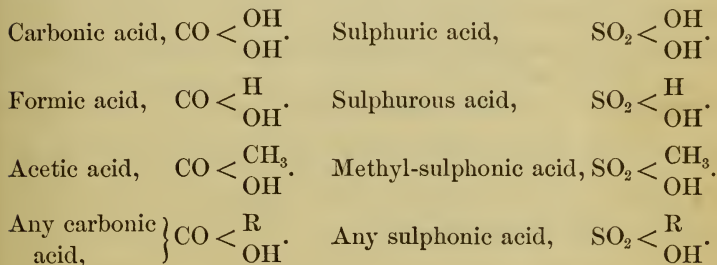 Carbonic acid, CO < OH OH. Sulphuric acid, SO₂ < OH OH.
Formic acid, CO < H OH. Sulphurous acid, SO₂ < H OH.
Acetic acid, CO < CH₃ OH. Methyl-sulphonic acid, SO₂ < CH₃ OH.
Any carbonic acid, } CO < R OH. Any sulphonic acid, SO₂ < R OH.